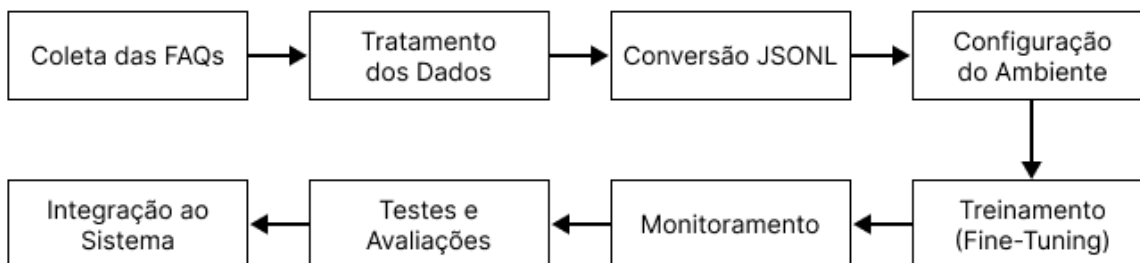 Coleta das FAQs
Tratamento
dos Dados
Conversão JSONL
Configuração
do Ambiente
Treinamento
(Fine-Tuning)
Monitoramento
Testes e
Avaliações
Integração ao
Sistema